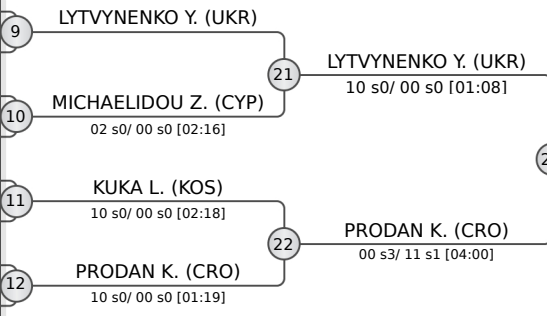 9
LYTVYNENKO Y. (UKR)
21
LYTVYNENKO Y. (UKR)
10 s0/ 00 s0 [01:08]
10
MICHAELIDOU Z. (CYP)
02 s0/ 00 s0 [02:16]
11
KUKA L. (KOS)
10 s0/ 00 s0 [02:18]
22
PRODAN K. (CRO)
00 s3/ 11 s1 [04:00]
12
PRODAN K. (CRO)
10 s0/ 00 s0 [01:19]